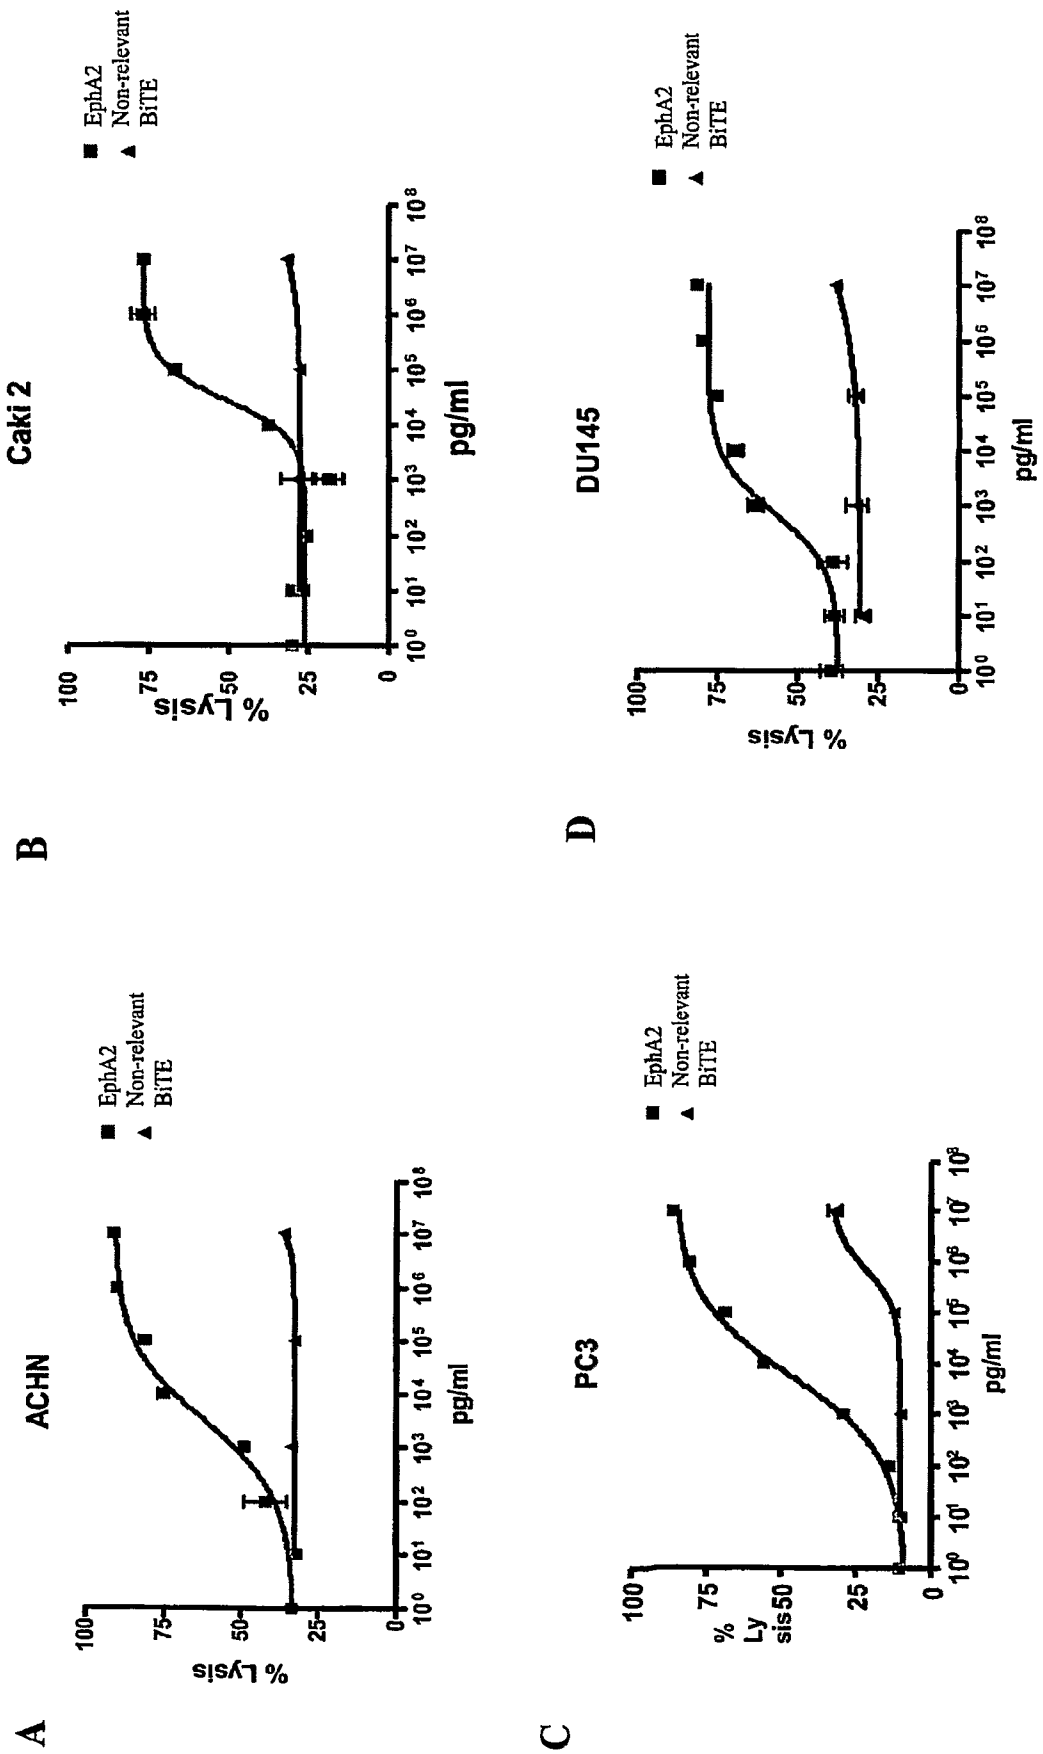 A
ACHN
% Lysis
100
75
50
25
0
10⁰ 10¹ 10² 10³ 10⁴ 10⁵ 10⁶ 10⁷ 10⁸
pg/ml
EphA2
Non-relevant
BiTE
B
Caki 2
% Lysis
100
75
50
25
0
10⁰ 10¹ 10² 10³ 10⁴ 10⁵ 10⁶ 10⁷ 10⁸
pg/ml
EphA2
Non-relevant
BiTE
C
PC3
%
Ly
sis
100
75
50
25
0
10⁰ 10¹ 10² 10³ 10⁴ 10⁵ 10⁶ 10⁷ 10⁸
pg/ml
EphA2
Non-relevant
BiTE
D
DU145
% Lysis
100
75
50
25
0
10⁰ 10¹ 10² 10³ 10⁴ 10⁵ 10⁶ 10⁷ 10⁸
pg/ml
EphA2
Non-relevant
BiTE